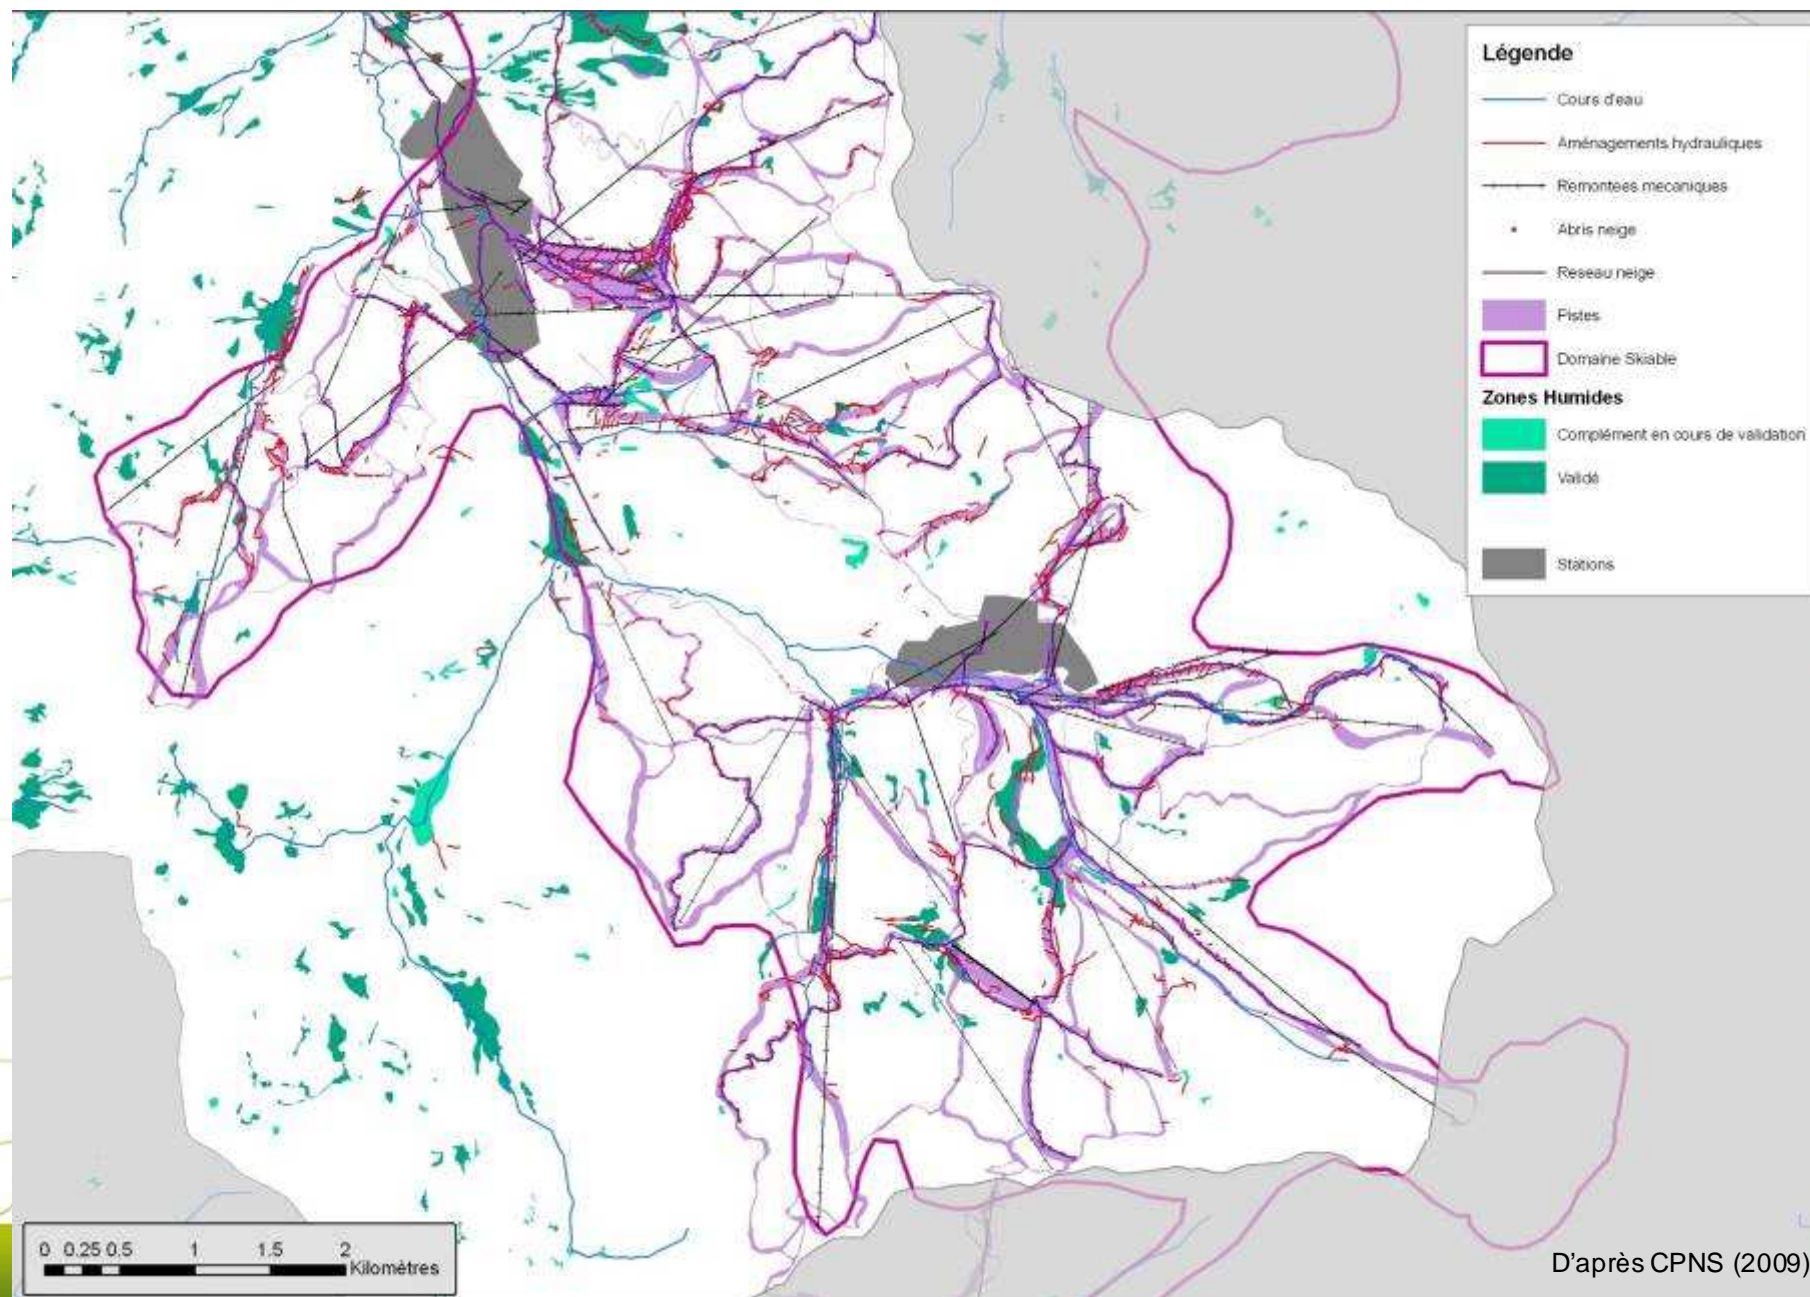 Légende
Cours d'eau
Aménagements hydrauliques
Remontees mecaniques
Abris neige
Reseau neige
Pistes
Domaine Skiable
Zones Humides
Complément en cours de validation
Validé
Stations
0 0.25 0.5 1 1.5 2
Kilomètres
D'après CPNS (2009)